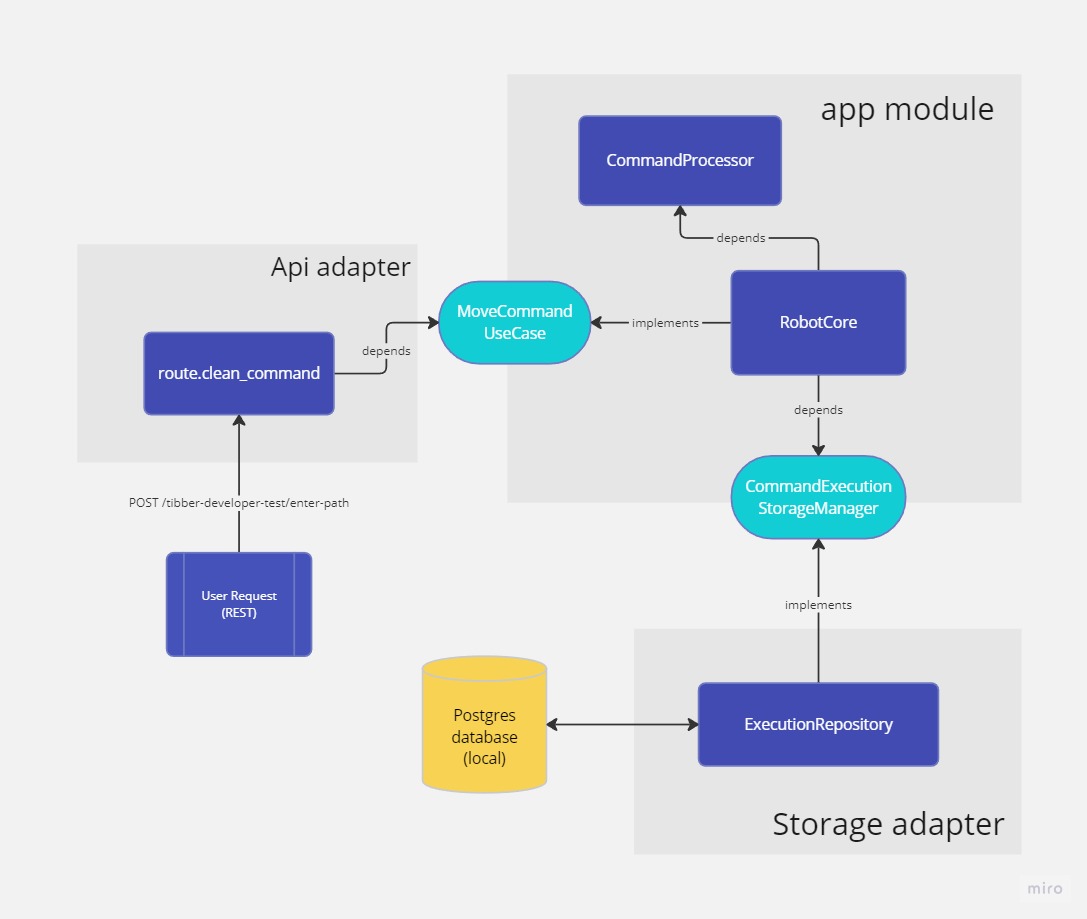 app module
CommandProcessor
depends
Api adapter
MoveCommand
UseCase
implements
RobotCore
depends
route.clean_command
depends
CommandExecution
StorageManager
POST /tibber-developer-test/enter-path
User Request
(REST)
implements
Postgres
database
(local)
ExecutionRepository
Storage adapter
miro